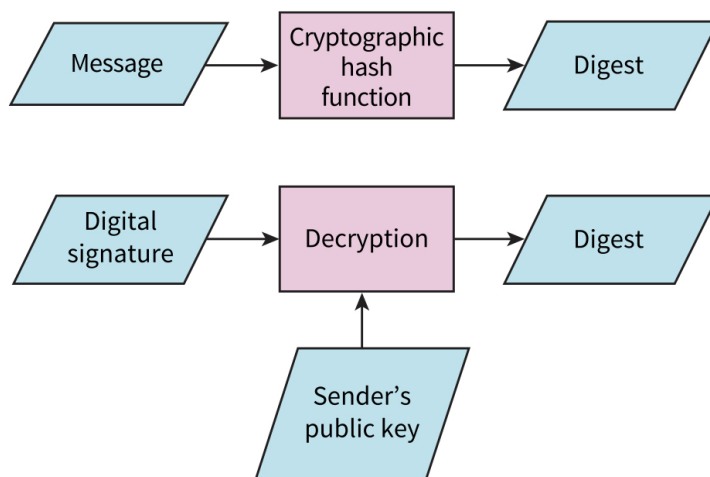 Message
Cryptographic
hash
function
Digest
Digital
signature
Decryption
Digest
Sender’s
public key